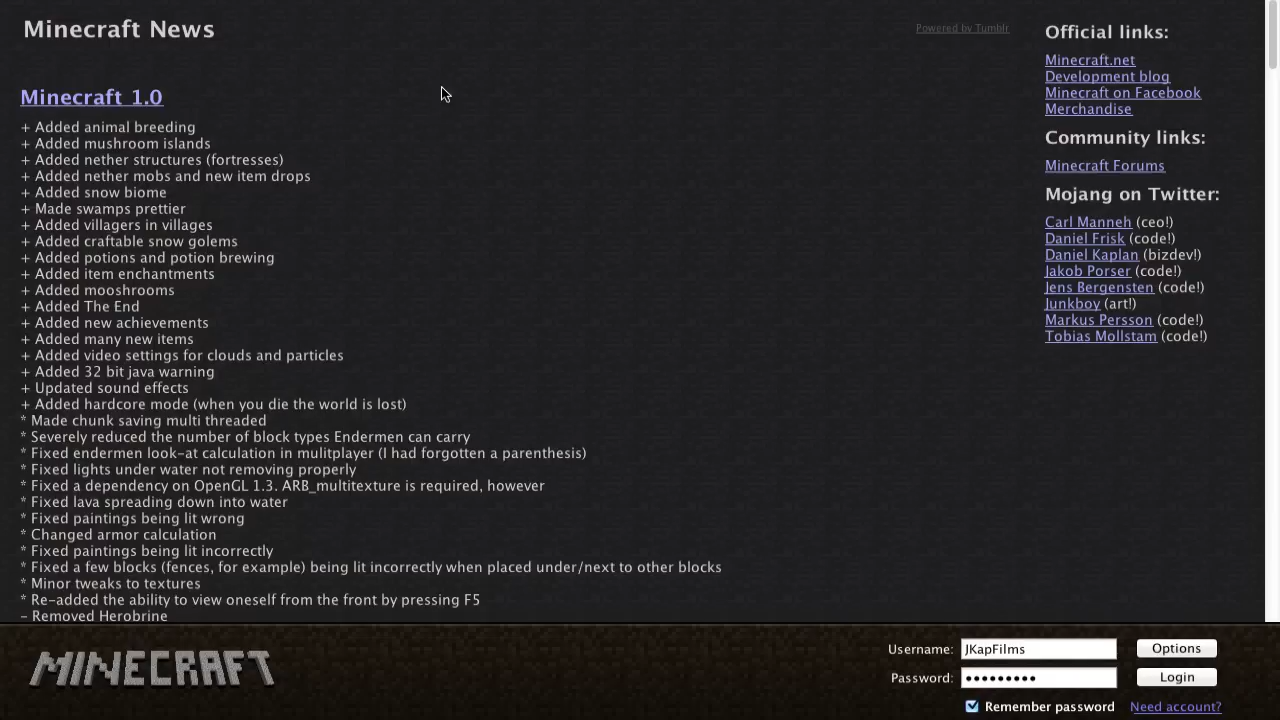 Minecraft News
Powered by Tumblr
Minecraft 1.0
+ Added animal breeding
+ Added mushroom islands
+ Added nether structures (fortresses)
+ Added nether mobs and new item drops
+ Added snow biome
+ Made swamps prettier
+ Added villagers in villages
+ Added craftable snow golems
+ Added potions and potion brewing
+ Added item enchantments
+ Added mooshrooms
+ Added The End
+ Added new achievements
+ Added many new items
+ Added video settings for clouds and particles
+ Added 32 bit java warning
+ Updated sound effects
+ Added hardcore mode (when you die the world is lost)
* Made chunk saving multi threaded
* Severely reduced the number of block types Endermen can carry
* Fixed endermen look-at calculation in mulitplayer (I had forgotten a parenthesis)
* Fixed lights under water not removing properly
* Fixed a dependency on OpenGL 1.3. ARB_multitexture is required, however
* Fixed lava spreading down into water
* Fixed paintings being lit wrong
* Changed armor calculation
* Fixed paintings being lit incorrectly
* Fixed a few blocks (fences, for example) being lit incorrectly when placed under/next to other blocks
* Minor tweaks to textures
* Re-added the ability to view oneself from the front by pressing F5
- Removed Herobrine
Official links:
Minecraft.net
Development blog
Minecraft on Facebook
Merchandise
Community links:
Minecraft Forums
Mojang on Twitter:
Carl Manneh (ceo!)
Daniel Frisk (code!)
Daniel Kaplan (bizdev!)
Jakob Porser (code!)
Jens Bergensten (code!)
Junkboy (art!)
Markus Persson (code!)
Tobias Mollstam (code!)
MINECRAFT
Username: JKapFilms Options
Password: ●●●●●●●●● Login
Remember password Need account?